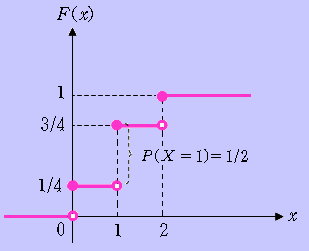 F(x)
1
3/4
P(X = 1) = 1/2
1/4
x
0 1 2